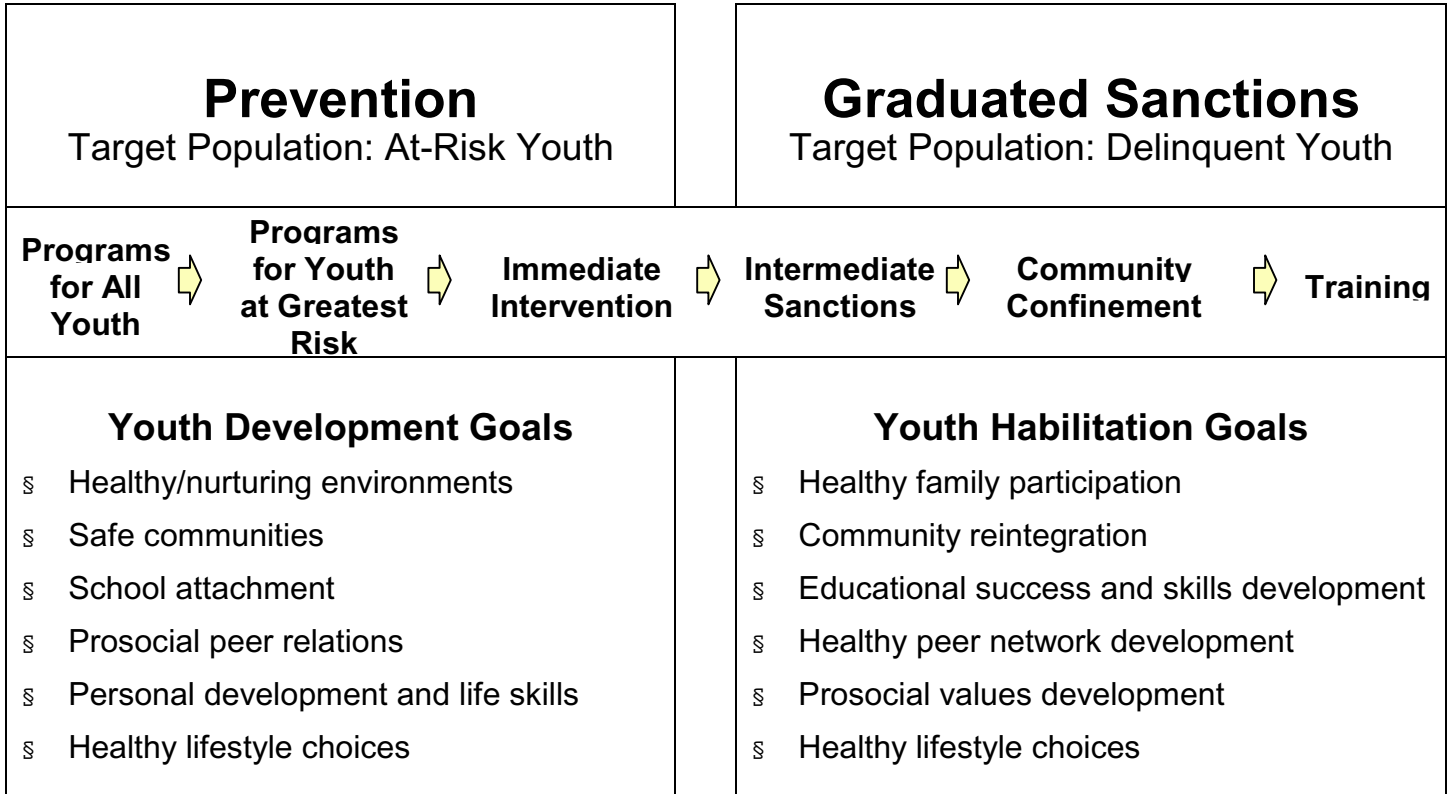 Prevention
Target Population: At-Risk Youth
Graduated Sanctions
Target Population: Delinquent Youth
Programs
for All
Youth
Programs
for Youth
at Greatest
Risk
Immediate
Intervention
Intermediate
Sanctions
Community
Confinement
Training
Youth Development Goals
§ Healthy/nurturing environments
§ Safe communities
§ School attachment
§ Prosocial peer relations
§ Personal development and life skills
§ Healthy lifestyle choices
Youth Habilitation Goals
§ Healthy family participation
§ Community reintegration
§ Educational success and skills development
§ Healthy peer network development
§ Prosocial values development
§ Healthy lifestyle choices